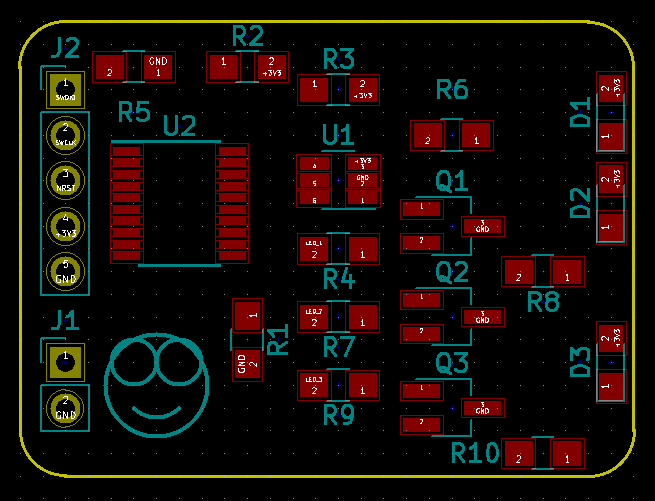 J2
1
SWDIO
2
SWCLK
3
NRST
4
+3V3
5
GND
J1
1
2
GND
2
GND
1
R5
U2
R2
1
2
+3V3
R3
1
2
+3V3
U1
4
+3V3
3
5
GND
2
6
1
LED_1
2
1
R4
LED_2
2
1
R7
LED_3
2
1
R9
1
GND
2
R1
R6
2
1
Q1
1
2
3
GND
Q2
1
2
3
GND
Q3
1
2
3
GND
2
1
R8
R10
2
1
D1
2
+3V3
1
D2
2
+3V3
1
D3
2
+3V3
1